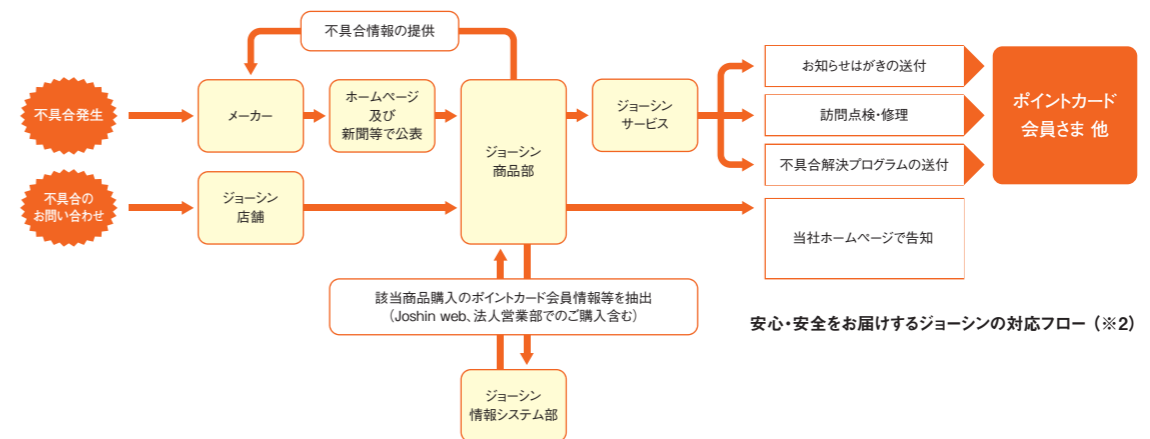 不具合情報の提供
不具合発生
メーカー
ホームページ
及び
新聞等で公表
ジョーシン
商品部
ジョーシン
サービス
お知らせはがきの送付
訪問点検・修理
不具合解決プログラムの送付
ポイントカード
会員さま 他
不具合の
お問い合わせ
ジョーシン
店舗
当社ホームページで告知
該当商品購入のポイントカード会員情報等を抽出
（Joshin web、法人営業部でのご購入含む）
安心・安全をお届けするジョーシンの対応フロー（※2）
ジョーシン
情報システム部